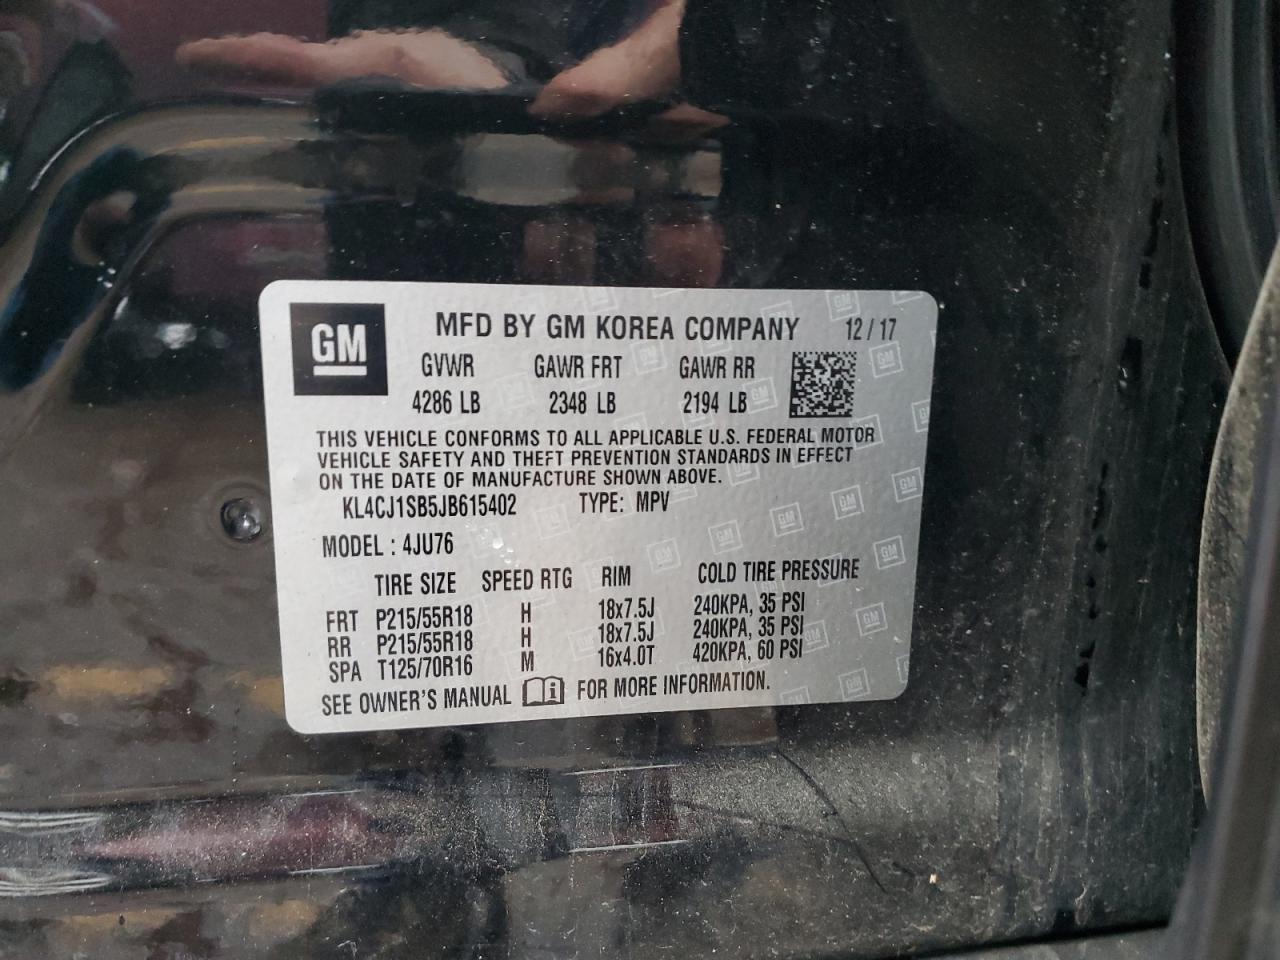 GM
MFD BY GM KOREA COMPANY 12/17
GVWR GAWR FRT GAWR RR
4286 LB 2348 LB 2194 LB
THIS VEHICLE CONFORMS TO ALL APPLICABLE U.S. FEDERAL MOTOR
VEHICLE SAFETY AND THEFT PREVENTION STANDARDS IN EFFECT
ON THE DATE OF MANUFACTURE SHOWN ABOVE.
KL4CJ1SB5JB615402 TYPE: MPV
MODEL : 4JU76
TIRE SIZE SPEED RTG RIM COLD TIRE PRESSURE
FRT P215/55R18 H 18x7.5J 240KPA, 35 PSI
RR P215/55R18 H 18x7.5J 240KPA, 35 PSI
SPA T125/70R16 M 16x4.0T 420KPA, 60 PSI
SEE OWNER'S MANUAL FOR MORE INFORMATION.